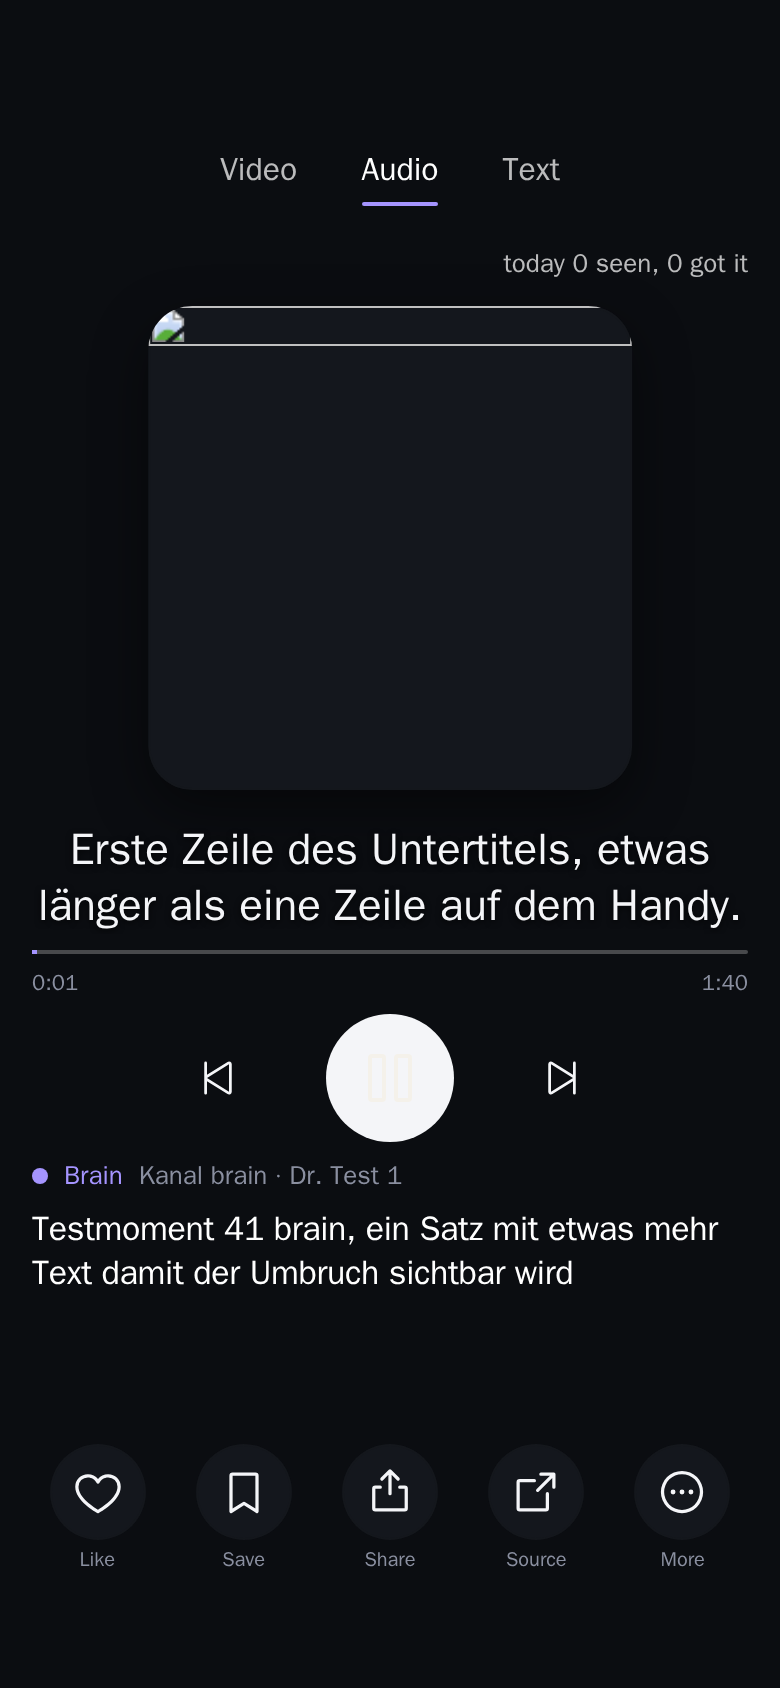 Video Audio Text
today 0 seen, 0 got it
Erste Zeile des Untertitels, etwas
länger als eine Zeile auf dem Handy.
0:01 1:40
Brain Kanal brain · Dr. Test 1
Testmoment 41 brain, ein Satz mit etwas mehr
Text damit der Umbruch sichtbar wird
Like Save Share Source More